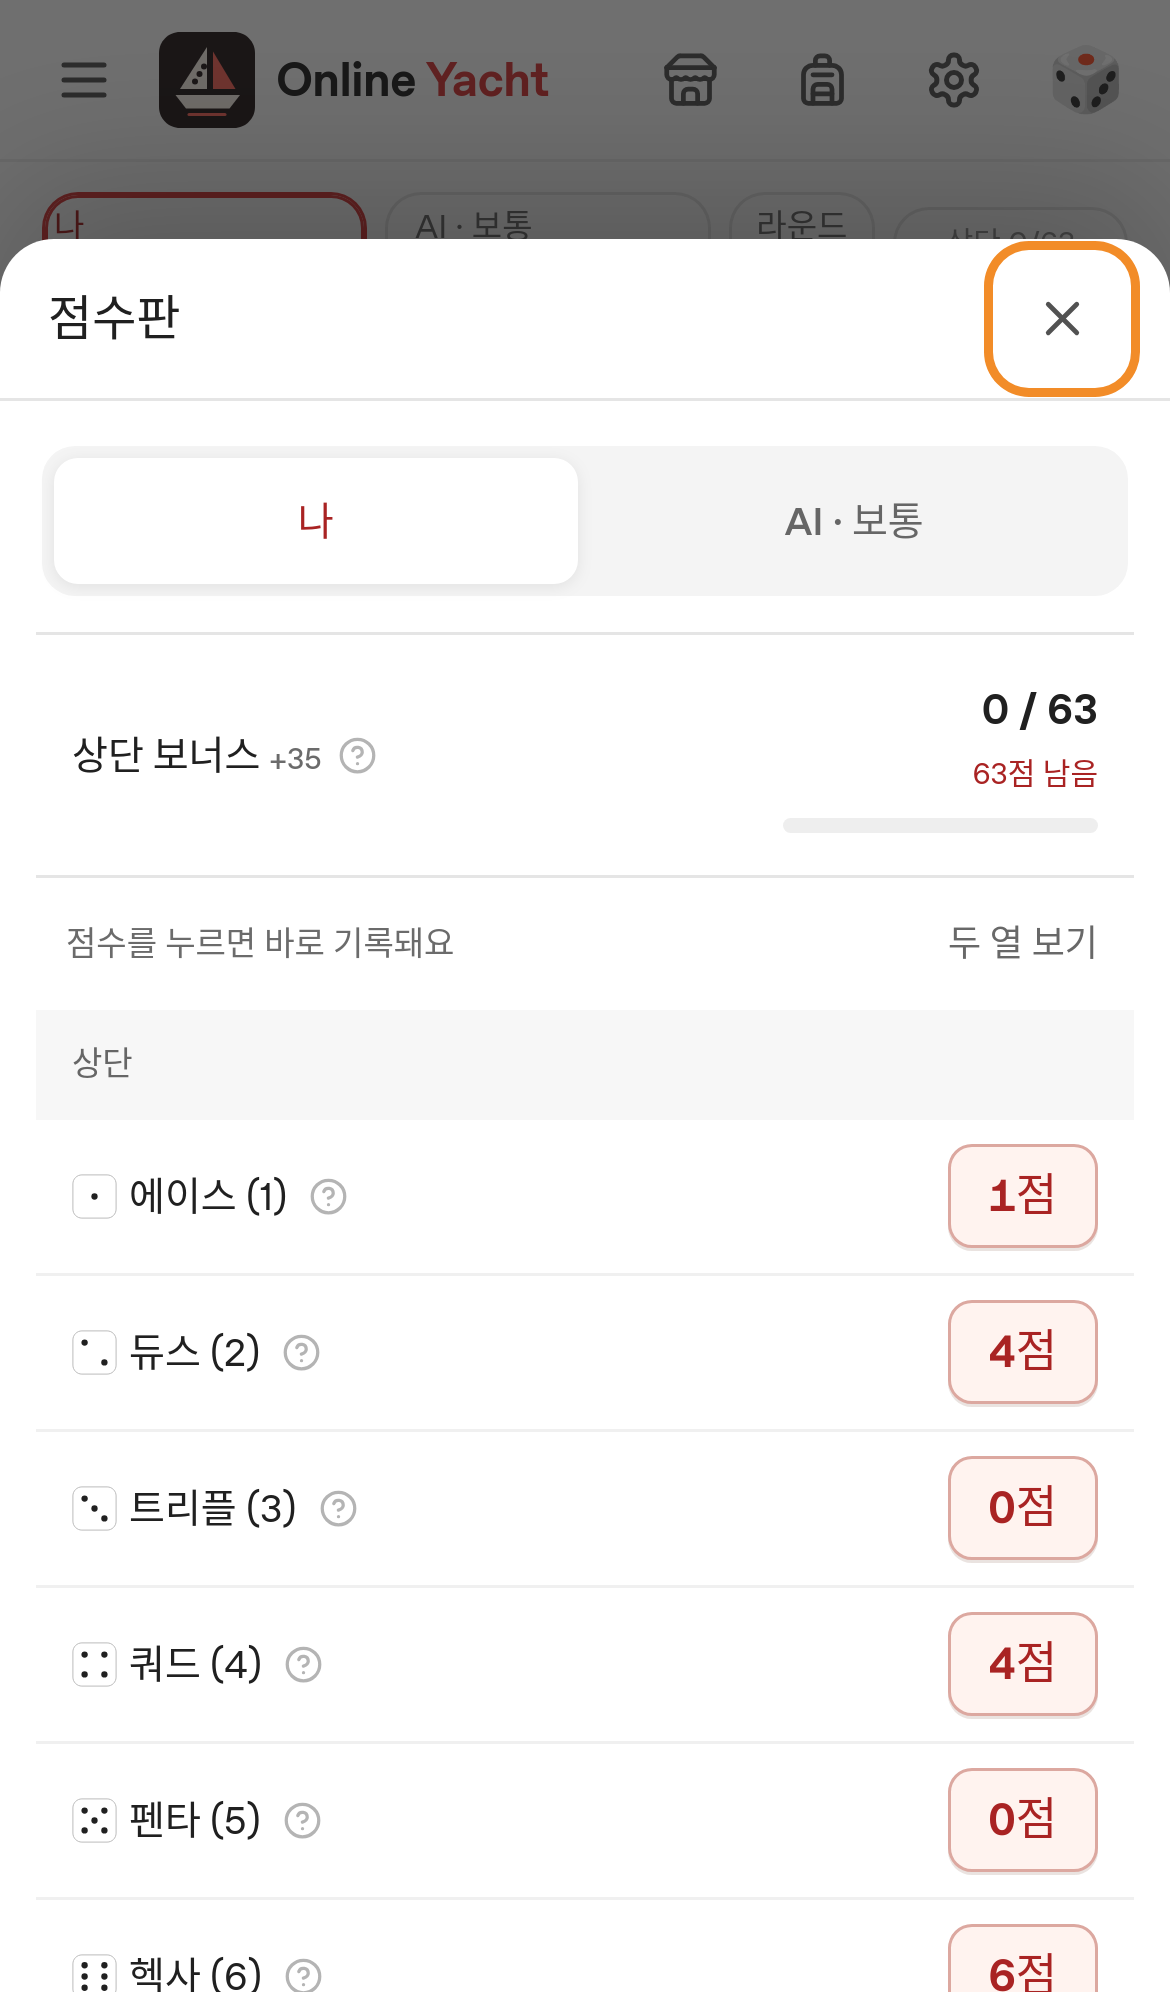 Online Yacht
나
AI · 보통
라운드
상단 0/63
점수판
나
AI · 보통
상단 보너스 +35
0 / 63
63점 남음
점수를 누르면 바로 기록돼요
두 열 보기
상단
에이스 (1)
1점
듀스 (2)
4점
트리플 (3)
0점
쿼드 (4)
4점
펜타 (5)
0점
헥사 (6)
6점